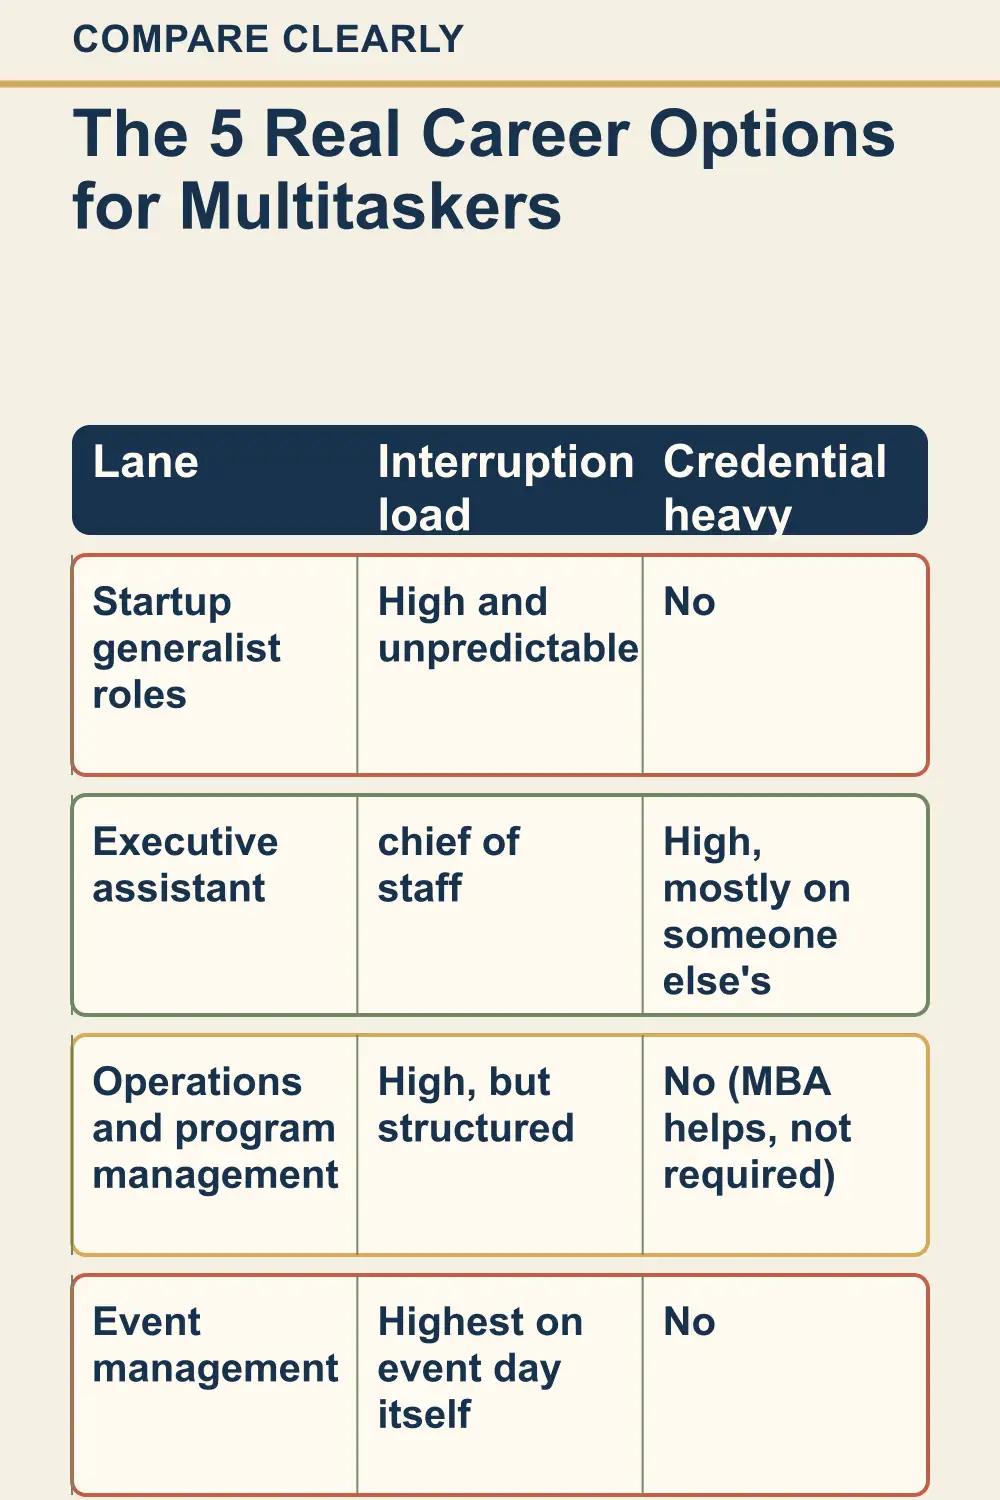 COMPARE CLEARLY
The 5 Real Career Options
for Multitaskers
Lane
Interruption
load
Credential
heavy
Startup
generalist
roles
High and
unpredictable
No
Executive
assistant
chief of
staff
High,
mostly on
someone
else's
Operations
and program
management
High, but
structured
No (MBA
helps, not
required)
Event
management
Highest on
event day
itself
No